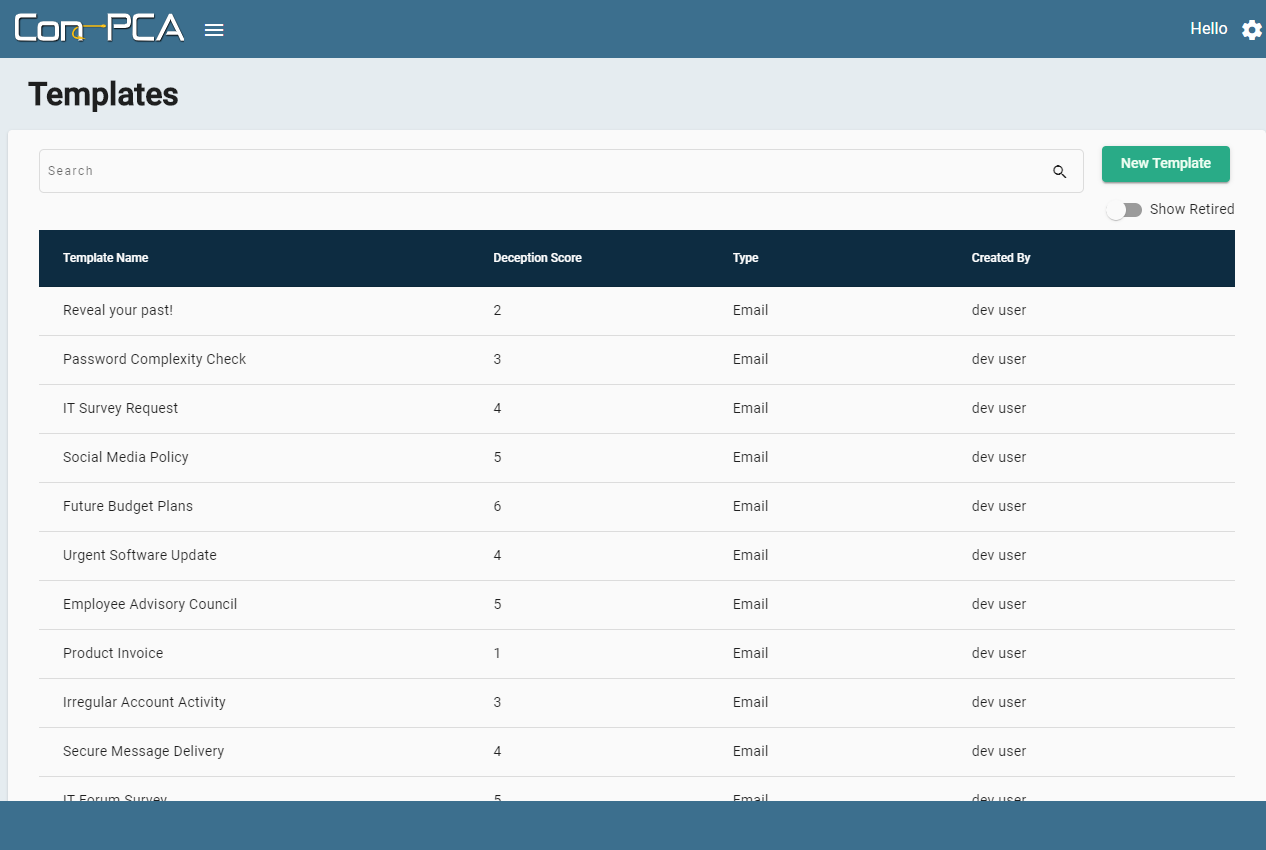 Con-PCA
Hello
Templates
Search
New Template
Show Retired
Template Name Deception Score Type Created By
Reveal your past! 2 Email dev user
Password Complexity Check 3 Email dev user
IT Survey Request 4 Email dev user
Social Media Policy 5 Email dev user
Future Budget Plans 6 Email dev user
Urgent Software Update 4 Email dev user
Employee Advisory Council 5 Email dev user
Product Invoice 1 Email dev user
Irregular Account Activity 3 Email dev user
Secure Message Delivery 4 Email dev user
IT Forum Survey 5 Email dev user